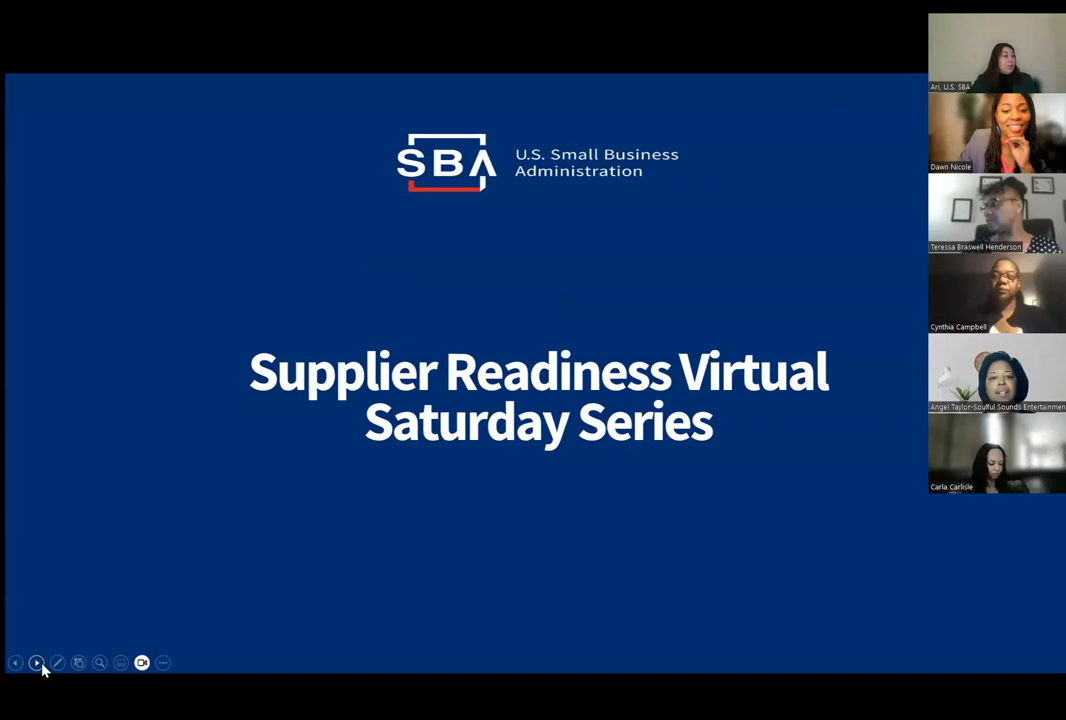 SBA
U.S. Small Business
Administration
Supplier Readiness Virtual
Saturday Series
Ari, U.S. SBA
Dawn Nicole
Teressa Braswell Henderson
Cynthia Campbell
Angel Taylor-Soulful Sounds Entertainmen
Carla Carlisle